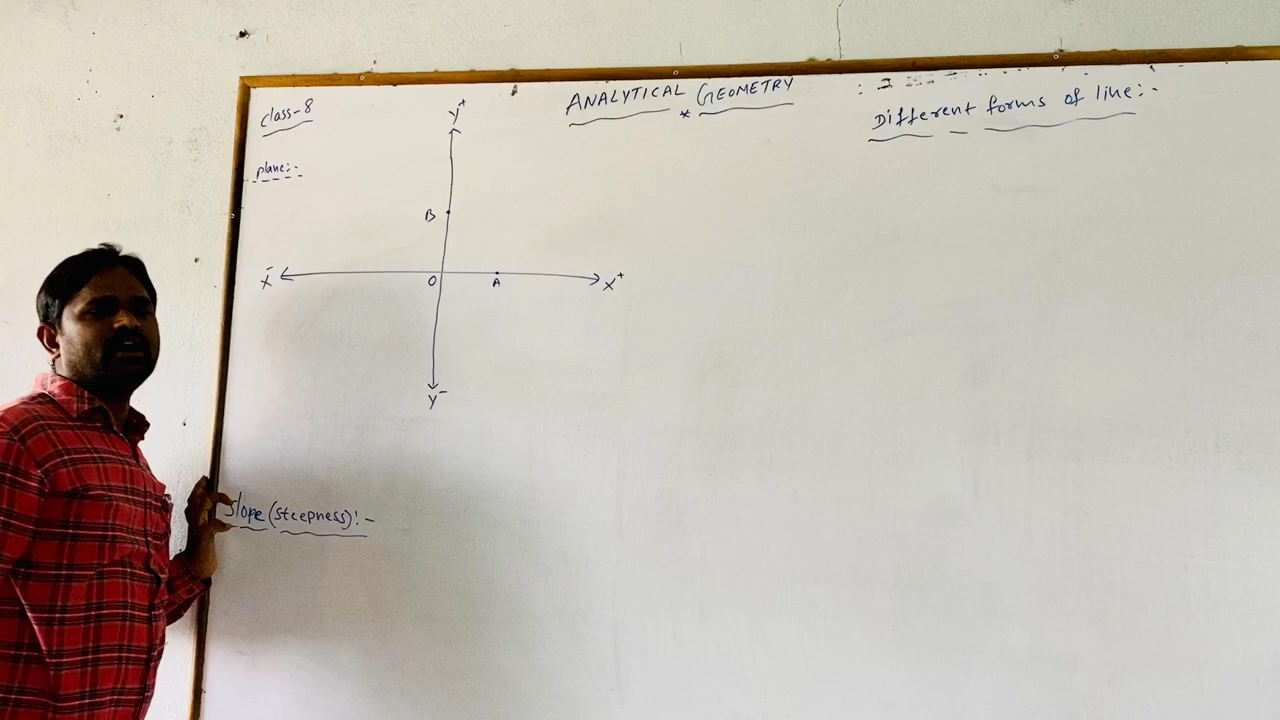 class-8
ANALYTICAL GEOMETRY
*
Different forms of line:-
plane:-
Y+
B
X-
O
A
X+
Y-
Slope (steepness):-